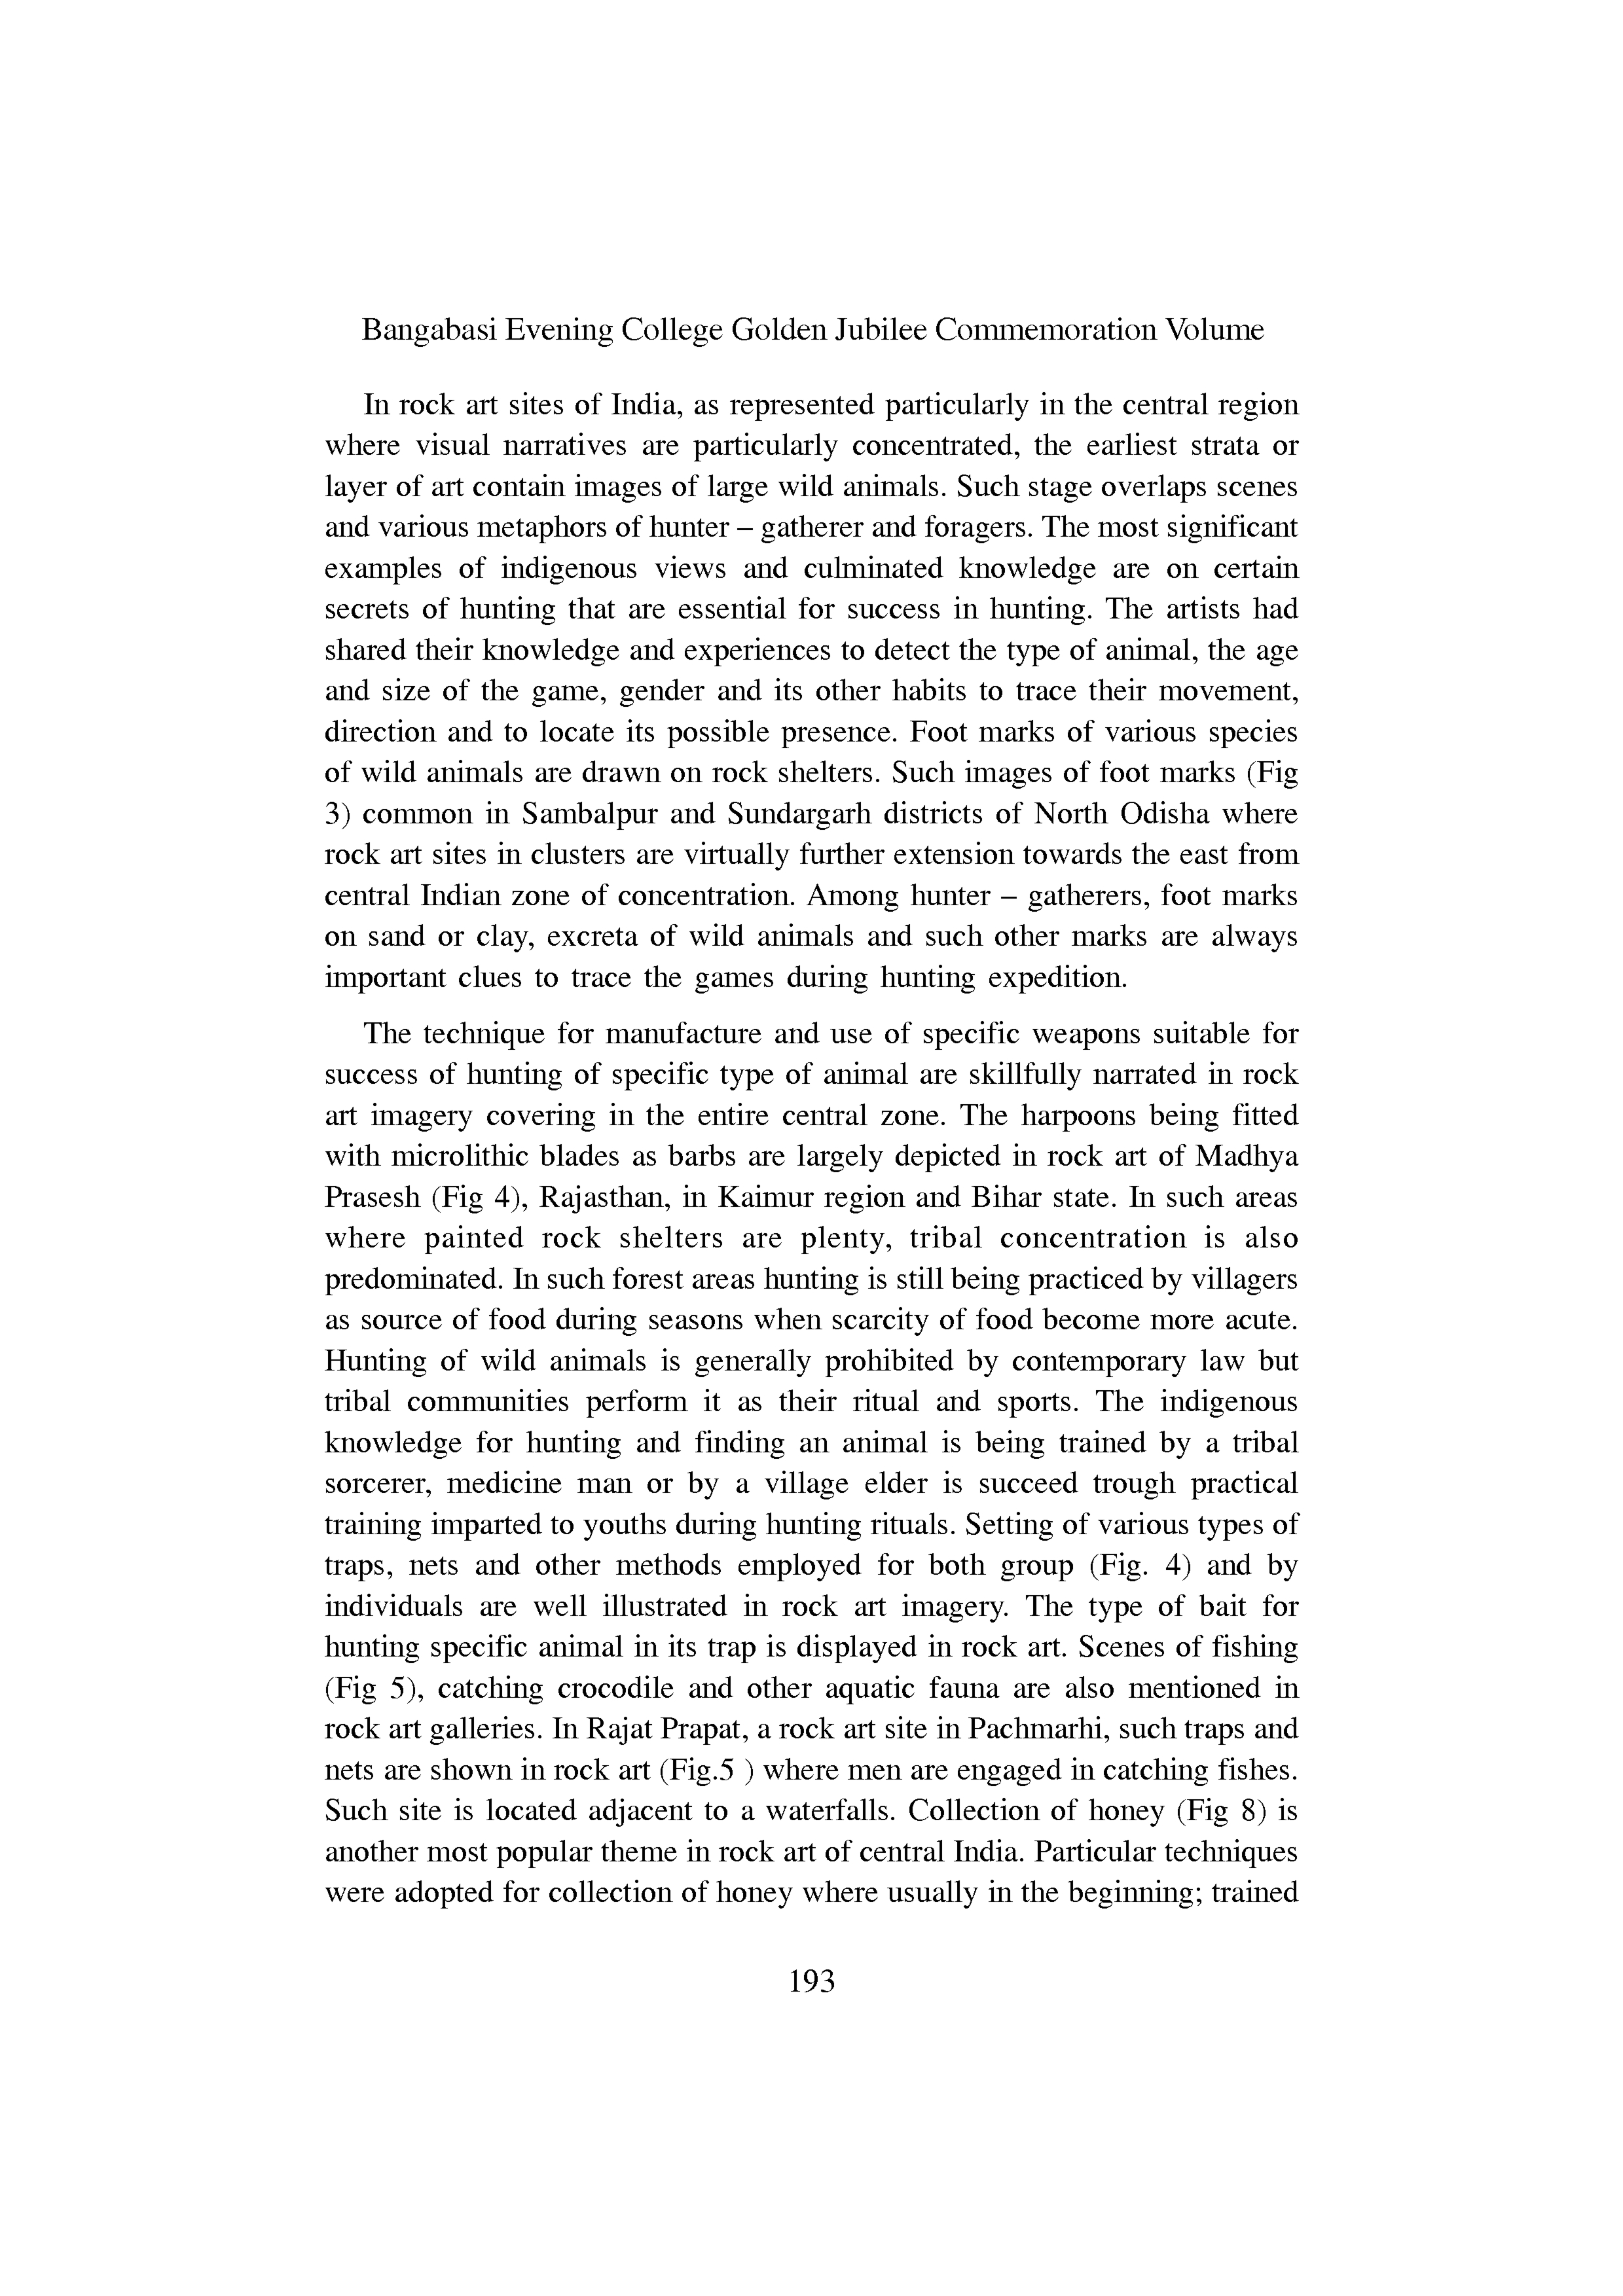 Bangabasi Evening College Golden Jubilee Commemoration Volume
In rock art sites of India, as represented particularly in the central region
where visual narratives are particularly concentrated, the earliest strata or
layer of art contain images of large wild animals. Such stage overlaps scenes
and various metaphors of hunter – gatherer and foragers. The most significant
examples of indigenous views and culminated knowledge are on certain
secrets of hunting that are essential for success in hunting. The artists had
shared their knowledge and experiences to detect the type of animal, the age
and size of the game, gender and its other habits to trace their movement,
direction and to locate its possible presence. Foot marks of various species
of wild animals are drawn on rock shelters. Such images of foot marks (Fig
3) common in Sambalpur and Sundargarh districts of North Odisha where
rock art sites in clusters are virtually further extension towards the east from
central Indian zone of concentration. Among hunter – gatherers, foot marks
on sand or clay, excreta of wild animals and such other marks are always
important clues to trace the games during hunting expedition.
The technique for manufacture and use of specific weapons suitable for
success of hunting of specific type of animal are skillfully narrated in rock
art imagery covering in the entire central zone. The harpoons being fitted
with microlithic blades as barbs are largely depicted in rock art of Madhya
Prasesh (Fig 4), Rajasthan, in Kaimur region and Bihar state. In such areas
where painted rock shelters are plenty, tribal concentration is also
predominated. In such forest areas hunting is still being practiced by villagers
as source of food during seasons when scarcity of food become more acute.
Hunting of wild animals is generally prohibited by contemporary law but
tribal communities perform it as their ritual and sports. The indigenous
knowledge for hunting and finding an animal is being trained by a tribal
sorcerer, medicine man or by a village elder is succeed trough practical
training imparted to youths during hunting rituals. Setting of various types of
traps, nets and other methods employed for both group (Fig. 4) and by
individuals are well illustrated in rock art imagery. The type of bait for
hunting specific animal in its trap is displayed in rock art. Scenes of fishing
(Fig 5), catching crocodile and other aquatic fauna are also mentioned in
rock art galleries. In Rajat Prapat, a rock art site in Pachmarhi, such traps and
nets are shown in rock art (Fig.5 ) where men are engaged in catching fishes.
Such site is located adjacent to a waterfalls. Collection of honey (Fig 8) is
another most popular theme in rock art of central India. Particular techniques
were adopted for collection of honey where usually in the beginning; trained
193